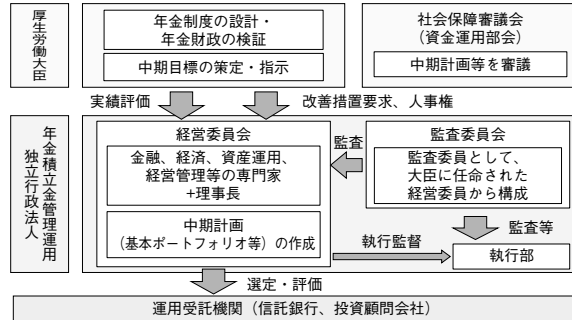 厚生労働大臣
年金制度の設計・
年金財政の検証
中期目標の策定・指示
社会保障審議会
（資金運用部会）
中期計画等を審議
実績評価
改善措置要求、人事権
年金積立金管理運用
独立行政法人
経営委員会
金融、経済、資産運用、
経営管理等の専門家
+理事長
中期計画
（基本ポートフォリオ等）の作成
監査
監査委員会
監査委員として、
大臣に任命された
経営委員から構成
監査等
執行監督
執行部
選定・評価
運用受託機関（信託銀行、投資顧問会社）